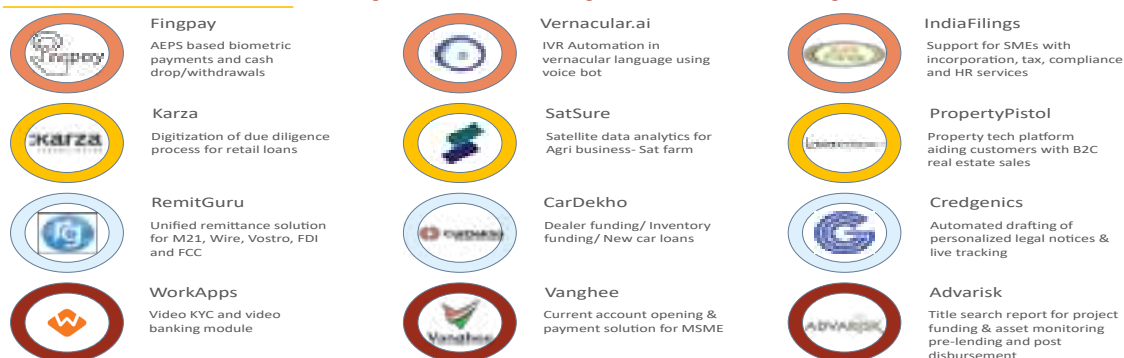 Fingpay
AEPS based biometric
payments and cash
drop/withdrawals
Vernacular.ai
IVR Automation in
vernacular language using
voice bot
IndiaFilings
Support for SMEs with
incorporation, tax, compliance
and HR services
Karza
Digitization of due diligence
process for retail loans
Karza
SatSure
Satellite data analytics for
Agri business- Sat farm
PropertyPistol
Property tech platform
aiding customers with B2C
real estate sales
RemitGuru
Unified remittance solution
for M21, Wire, Vostro, FDI
and FCC
CarDekho
Dealer funding/ Inventory
funding/ New car loans
CarDekho
Credgenics
Automated drafting of
personalized legal notices &
live tracking
WorkApps
Video KYC and video
banking module
Vanghee
Current account opening &
payment solution for MSME
Vanghee
Advarisk
Title search report for project
funding & asset monitoring
pre-lending and post
disbursement
ADVARISK